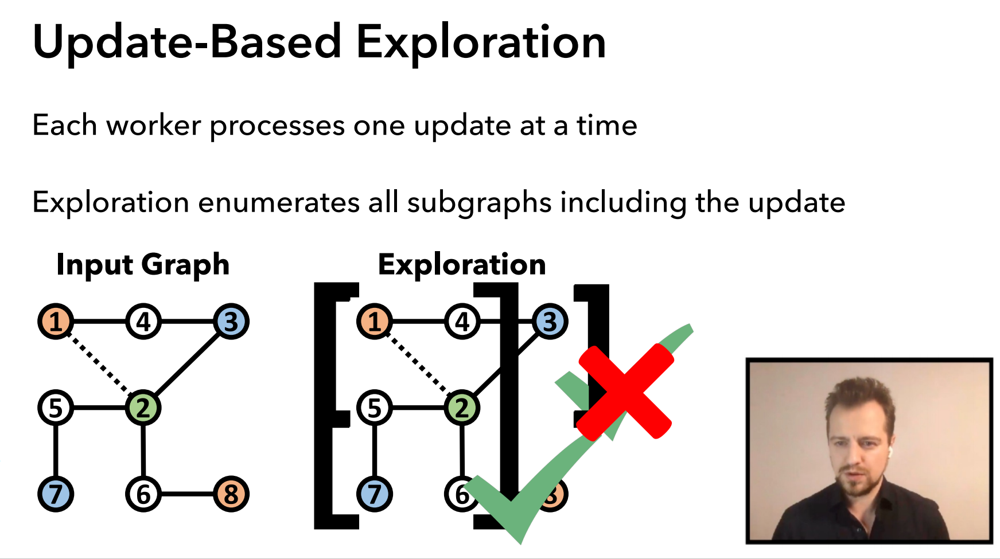 Update-Based Exploration
Each worker processes one update at a time
Exploration enumerates all subgraphs including the update
Input Graph
Exploration
1 4 3
5 2
7 6 8
1 4 3
5 2
7 6 8